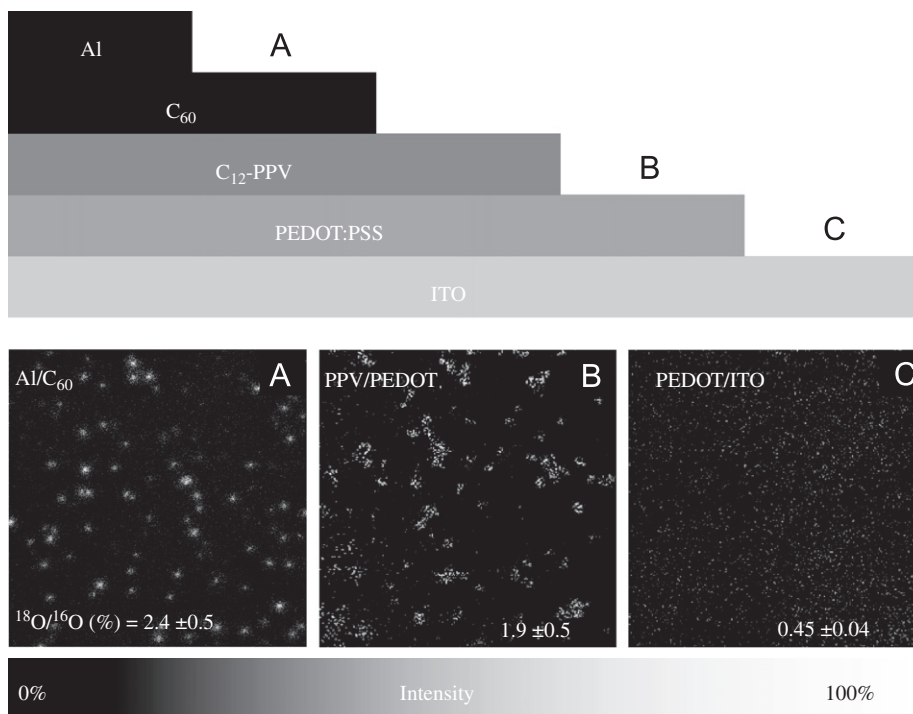 Al
A
C₆₀
C₁₂-PPV
B
PEDOT:PSS
C
ITO
Al/C₆₀
A
PPV/PEDOT
B
PEDOT/ITO
C
¹⁸O/¹⁶O (%) = 2.4 ±0.5
1.9 ±0.5
0.45 ±0.04
0%
Intensity
100%